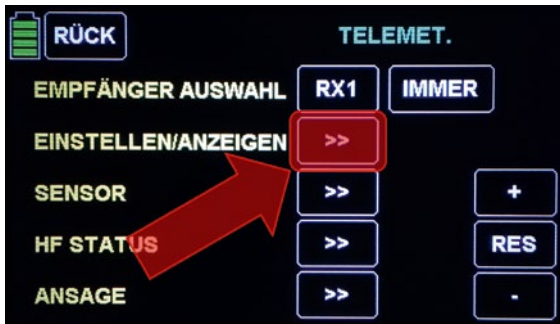 RÜCK TELEMET.
EMPFÄNGER AUSWAHL RX1 IMMER
EINSTELLEN/ANZEIGEN >>
SENSOR >> +
HF STATUS >> RES
ANSAGE >> -